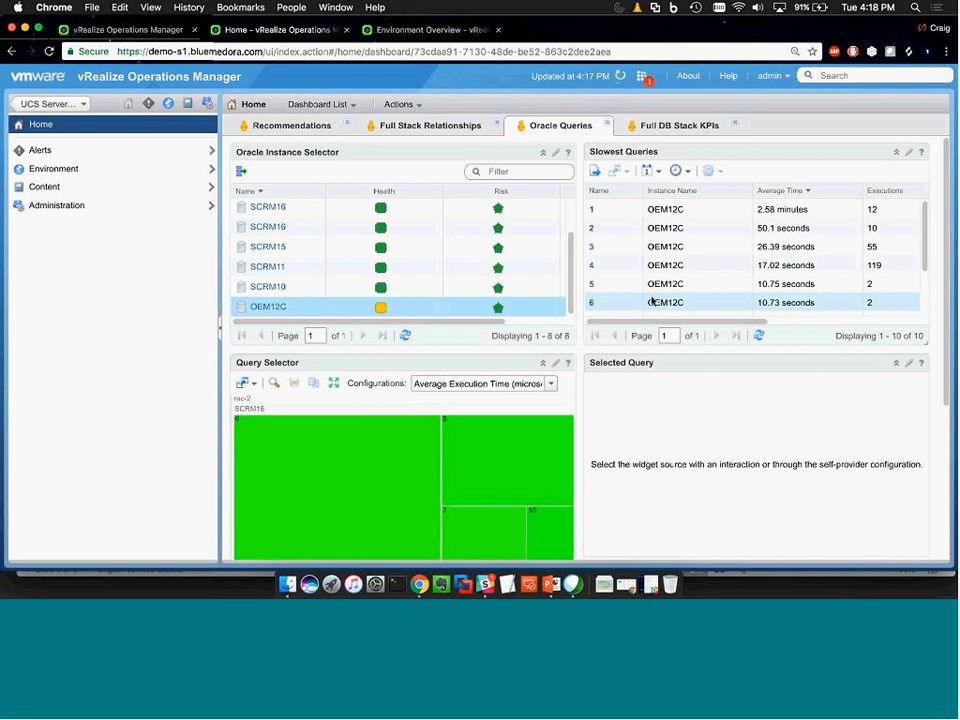 Chrome File Edit View History Bookmarks People Window Help 91% Tue 4:18 PM
vRealize Operations Manager × Home - vRealize Operations M × Environment Overview - vRealiz ×
Craig
Secure https://demo-s1.bluemedora.com/ui/index.action#/home/dashboard/73cdaa91-7130-48de-be52-863c2dee2aea
vmware vRealize Operations Manager Updated at 4:17 PM 1 About Help admin Search
UCS Server... Home Dashboard List Actions
Home
Recommendations Full Stack Relationships Oracle Queries Full DB Stack KPIs
Alerts
Environment
Content
Administration
Oracle Instance Selector
Filter
Name Health Risk
SCRM16
SCRM16
SCRM15
SCRM11
SCRM10
OEM12C
Page 1 of 1 Displaying 1 - 8 of 8
Slowest Queries
Name Instance Name Average Time Executions
1 OEM12C 2.58 minutes 12
2 OEM12C 50.1 seconds 10
3 OEM12C 26.39 seconds 55
4 OEM12C 17.02 seconds 119
5 OEM12C 10.75 seconds 2
6 OEM12C 10.73 seconds 2
Page 1 of 1 Displaying 1 - 10 of 10
Query Selector
Configurations: Average Execution Time (micros
rac-2
SCRM16
6 8
7 10
Selected Query
Select the widget source with an interaction or through the self-provider configuration.